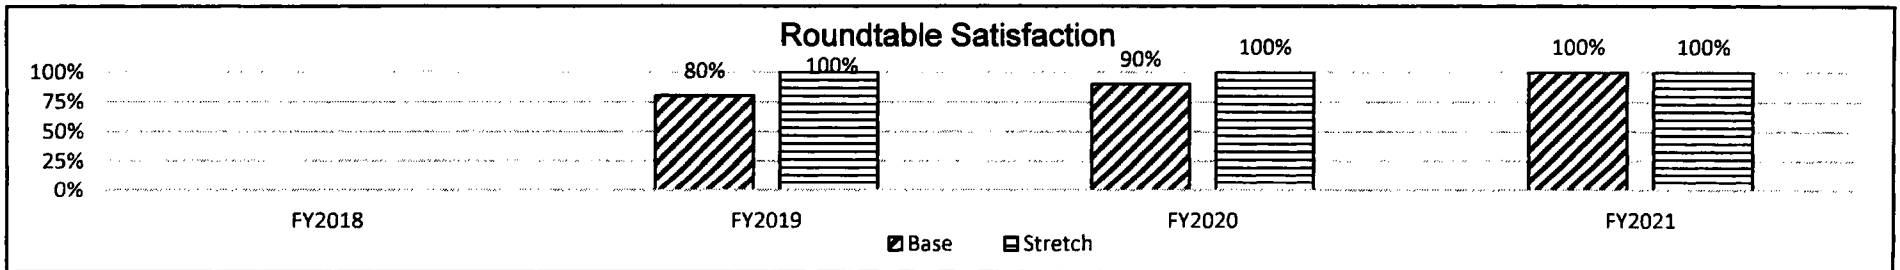 Roundtable Satisfaction
100%
75%
50%
25%
0%
80%
100%
90%
100%
100%
100%
FY2018
FY2019
FY2020
FY2021
Base
Stretch